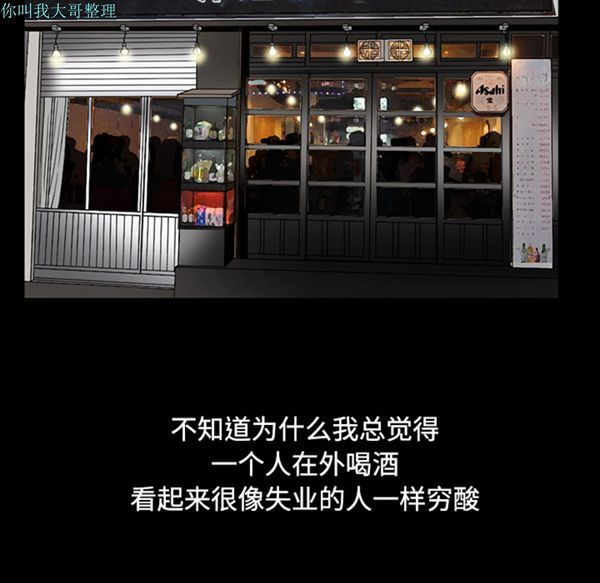 你叫我大哥整理
Asahi
不知道为什么我总觉得
一个人在外喝酒
看起来很像失业的人一样穷酸